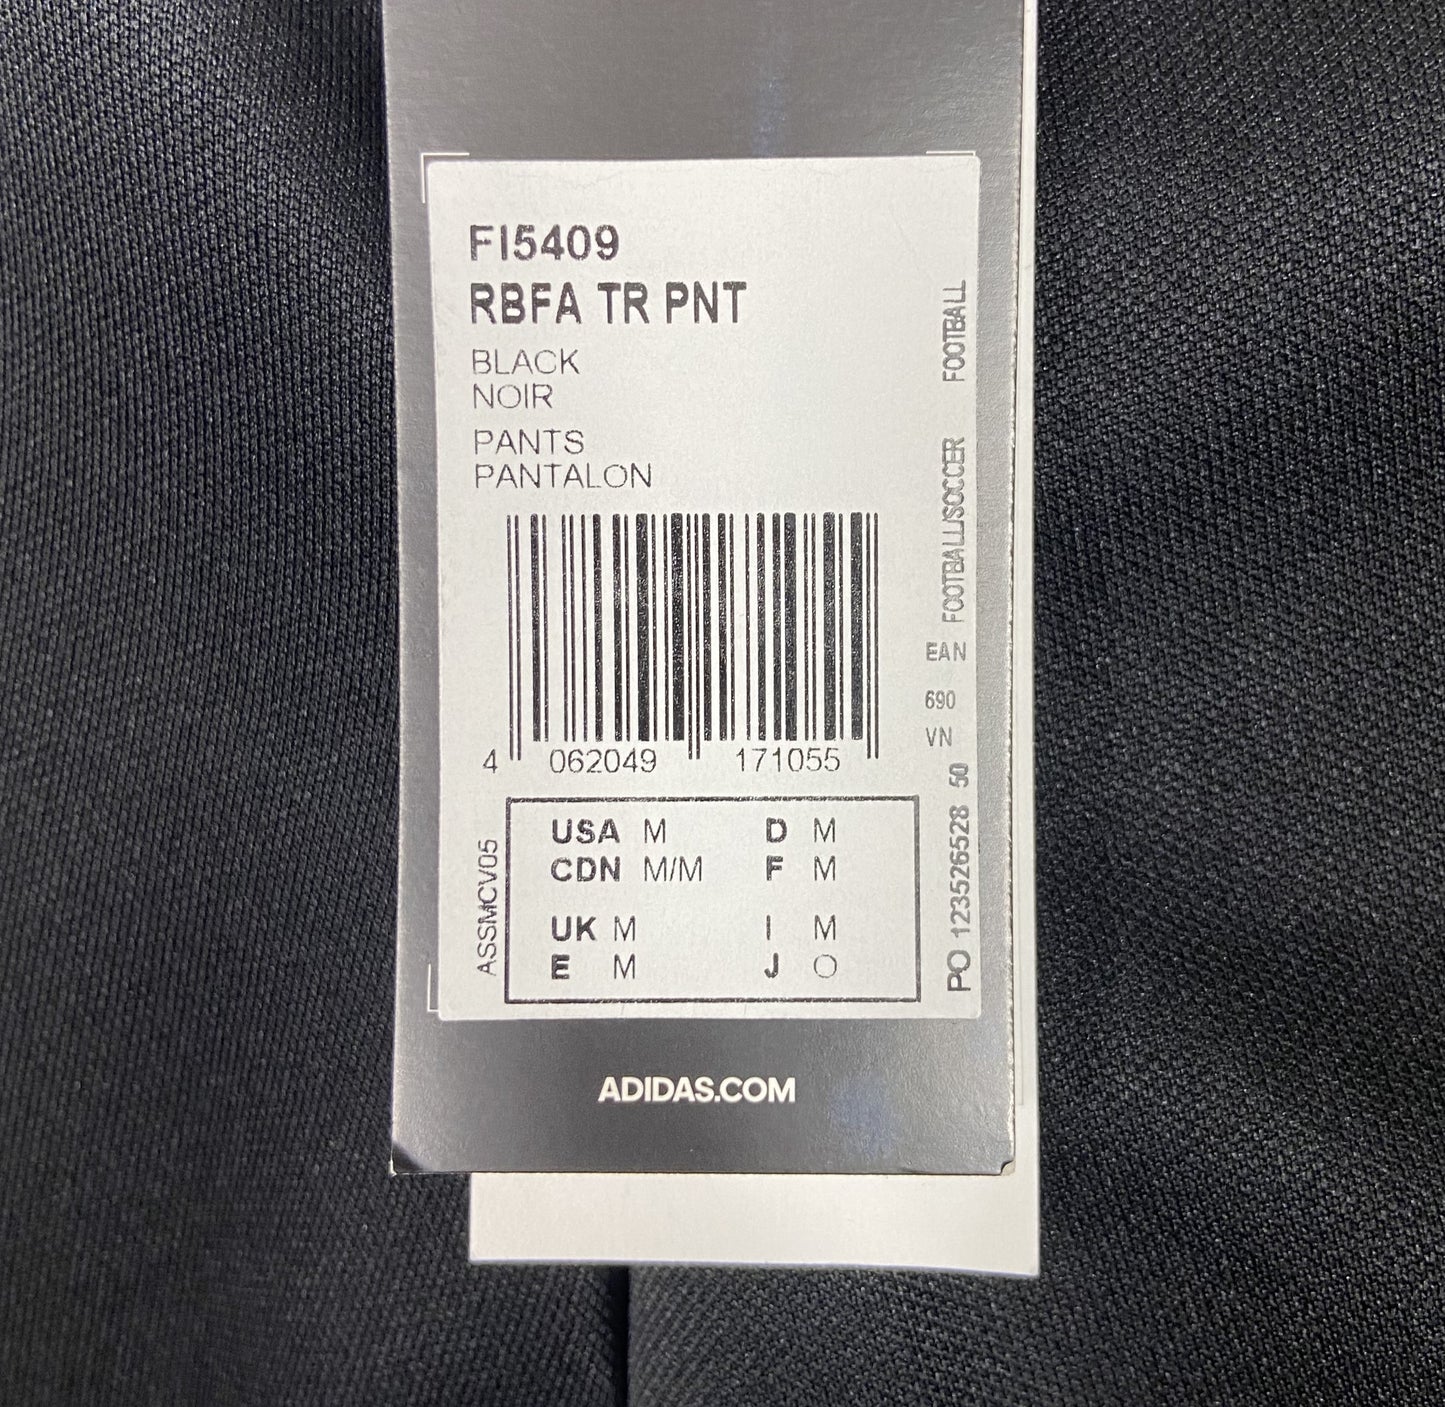 FI5409
RBFA TR PNT
BLACK
NOIR
PANTS
PANTALON
4 062049 171055
USA M D M
CDN M/M F M
UK M I M
E M J O
ASSMCV05
FOOTBALL/SOCCER FOOTBALL
EAN
690
VN
PO 123526528 50
ADIDAS.COM